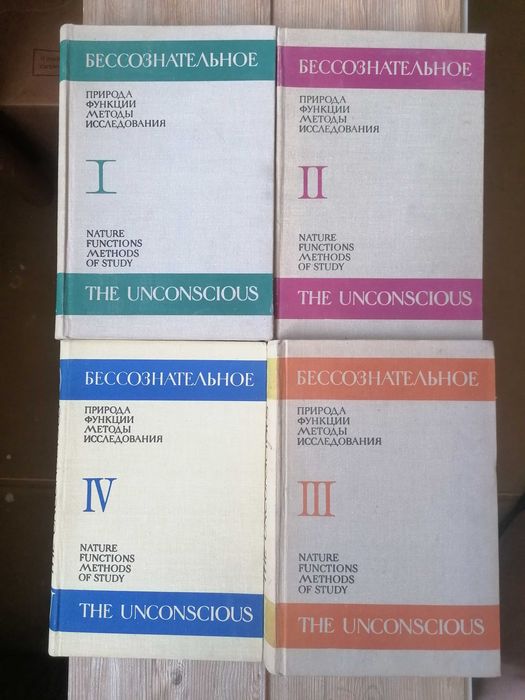 БЕССОЗНАТЕЛЬНОЕ
ПРИРОДА
ФУНКЦИИ
МЕТОДЫ
ИССЛЕДОВАНИЯ
I
NATURE
FUNCTIONS
METHODS
OF STUDY
THE UNCONSCIOUS
БЕССОЗНАТЕЛЬНОЕ
ПРИРОДА
ФУНКЦИИ
МЕТОДЫ
ИССЛЕДОВАНИЯ
II
NATURE
FUNCTIONS
METHODS
OF STUDY
THE UNCONSCIOUS
БЕССОЗНАТЕЛЬНОЕ
ПРИРОДА
ФУНКЦИИ
МЕТОДЫ
ИССЛЕДОВАНИЯ
IV
NATURE
FUNCTIONS
METHODS
OF STUDY
THE UNCONSCIOUS
БЕССОЗНАТЕЛЬНОЕ
ПРИРОДА
ФУНКЦИИ
МЕТОДЫ
ИССЛЕДОВАНИЯ
III
NATURE
FUNCTIONS
METHODS
OF STUDY
THE UNCONSCIOUS